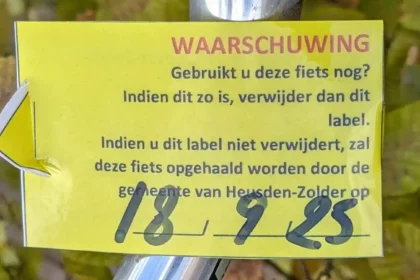 WAARSCHUWING
Gebruikt u deze fiets nog?
Indien dit zo is, verwijder dan dit
label.
Indien u dit label niet verwijdert, zal
deze fiets opgehaald worden door de
gemeente van Heusden-Zolder op
18, 9, 25